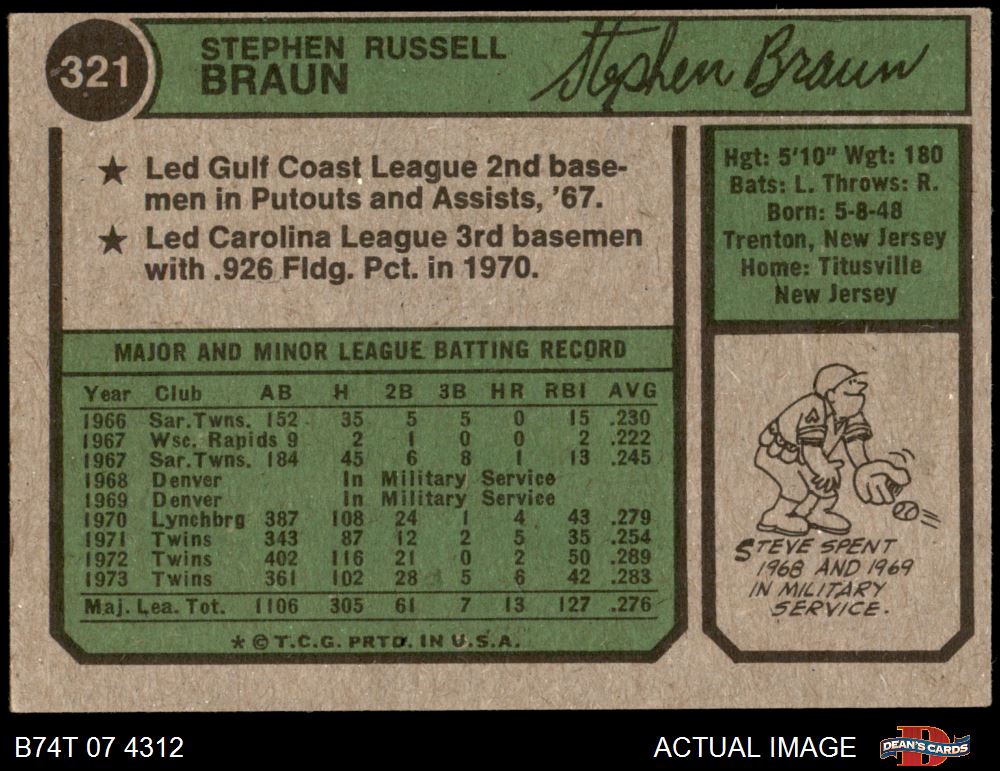 321
STEPHEN RUSSELL
BRAUN
Stephen Braun
★ Led Gulf Coast League 2nd base-
men in Putouts and Assists, '67.
★ Led Carolina League 3rd basemen
with .926 Fldg. Pct. in 1970.
Hgt: 5'10" Wgt: 180
Bats: L. Throws: R.
Born: 5-8-48
Trenton, New Jersey
Home: Titusville
New Jersey
MAJOR AND MINOR LEAGUE BATTING RECORD
Year Club AB H 2B 3B HR RBI AVG
1966 Sar.Twns. 152 35 5 5 0 15 .230
1967 Wsc. Rapids 9 2 1 0 0 2 .222
1967 Sar.Twns. 184 45 6 8 1 13 .245
1968 Denver In Military Service
1969 Denver In Military Service
1970 Lynchbrg 387 108 24 1 4 43 .279
1971 Twins 343 87 12 2 5 35 .254
1972 Twins 402 116 21 0 2 50 .289
1973 Twins 361 102 28 5 6 42 .283
Maj. Lea. Tot. 1106 305 61 7 13 127 .276
* © T.C.G. PRTD. IN U.S.A.
STEVE SPENT
1968 AND 1969
IN MILITARY
SERVICE.
B74T 07 4312
ACTUAL IMAGE
DEAN'S CARDS